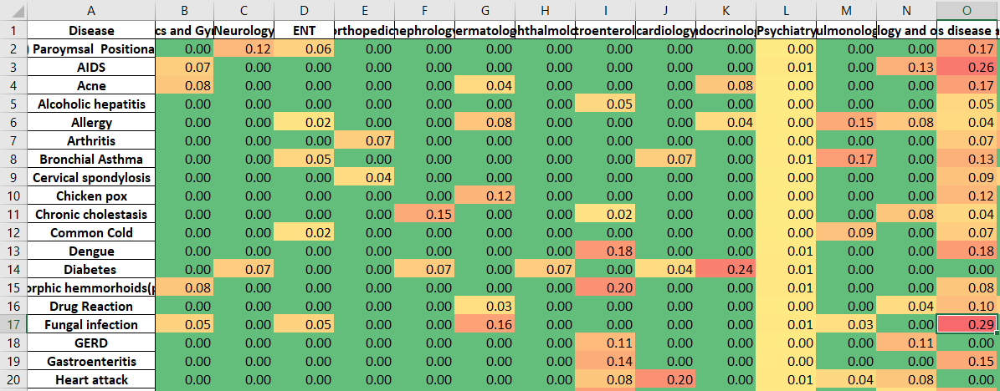 A B C D E F G H I J K L M N O
1 Disease cs and Gyn Neurology ENT orthopedic nephrology ermatolog hthalmolo troenterol cardiology docrinolo Psychiatry ulmonolog logy and o s disease a
2 ) Paroymsal Positiona 0.00 0.12 0.06 0.00 0.00 0.00 0.00 0.00 0.00 0.00 0.00 0.00 0.00 0.17
3 AIDS 0.07 0.00 0.00 0.00 0.00 0.00 0.00 0.00 0.00 0.00 0.01 0.00 0.13 0.26
4 Acne 0.08 0.00 0.00 0.00 0.00 0.04 0.00 0.00 0.00 0.08 0.00 0.00 0.00 0.17
5 Alcoholic hepatitis 0.00 0.00 0.00 0.00 0.00 0.00 0.00 0.05 0.00 0.00 0.00 0.00 0.00 0.05
6 Allergy 0.00 0.00 0.02 0.00 0.00 0.08 0.00 0.00 0.00 0.04 0.00 0.15 0.08 0.04
7 Arthritis 0.00 0.00 0.00 0.07 0.00 0.00 0.00 0.00 0.00 0.00 0.00 0.00 0.00 0.07
8 Bronchial Asthma 0.00 0.00 0.05 0.00 0.00 0.00 0.00 0.00 0.07 0.00 0.01 0.17 0.00 0.13
9 Cervical spondylosis 0.00 0.00 0.00 0.04 0.00 0.00 0.00 0.00 0.00 0.00 0.00 0.00 0.00 0.09
10 Chicken pox 0.00 0.00 0.00 0.00 0.00 0.12 0.00 0.00 0.00 0.00 0.00 0.00 0.00 0.12
11 Chronic cholestasis 0.00 0.00 0.00 0.00 0.15 0.00 0.00 0.02 0.00 0.00 0.00 0.00 0.08 0.04
12 Common Cold 0.00 0.00 0.02 0.00 0.00 0.00 0.00 0.00 0.00 0.00 0.00 0.09 0.00 0.07
13 Dengue 0.00 0.00 0.00 0.00 0.00 0.00 0.00 0.18 0.00 0.00 0.01 0.00 0.00 0.18
14 Diabetes 0.00 0.07 0.00 0.00 0.07 0.00 0.07 0.00 0.04 0.24 0.01 0.00 0.00 0.00
15 orphic hemmorhoids(p 0.08 0.00 0.00 0.00 0.00 0.00 0.00 0.20 0.00 0.00 0.01 0.00 0.00 0.08
16 Drug Reaction 0.00 0.00 0.00 0.00 0.00 0.03 0.00 0.00 0.00 0.00 0.00 0.00 0.04 0.10
17 Fungal infection 0.05 0.00 0.05 0.00 0.00 0.16 0.00 0.00 0.00 0.00 0.01 0.03 0.00 0.29
18 GERD 0.00 0.00 0.00 0.00 0.00 0.00 0.00 0.11 0.00 0.00 0.00 0.00 0.11 0.00
19 Gastroenteritis 0.00 0.00 0.00 0.00 0.00 0.00 0.00 0.14 0.00 0.00 0.00 0.00 0.00 0.15
20 Heart attack 0.00 0.00 0.00 0.00 0.00 0.00 0.00 0.08 0.20 0.00 0.01 0.04 0.08 0.00